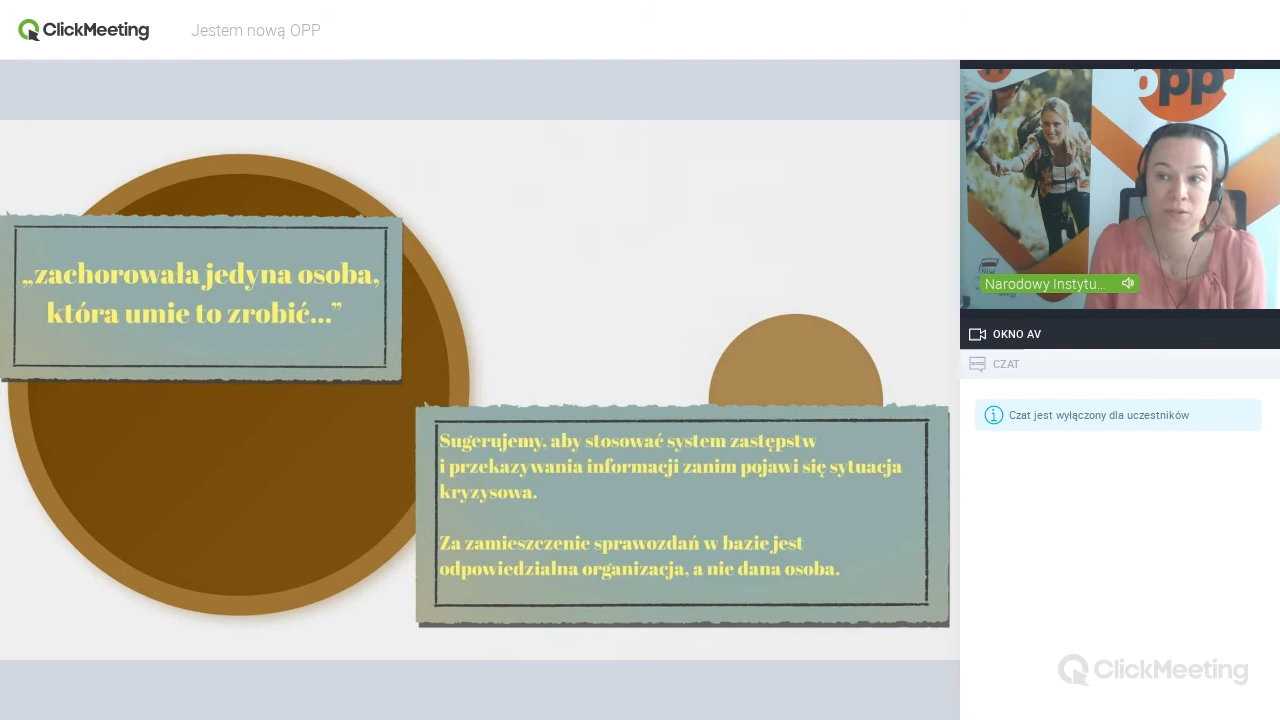 ClickMeeting
Jestem nową OPP
„zachorowała jedyna osoba,
która umie to zrobić...”
Sugerujemy, aby stosować system zastępstw
i przekazywania informacji zanim pojawi się sytuacja
kryzysowa.
Za zamieszczenie sprawozdań w bazie jest
odpowiedzialna organizacja, a nie dana osoba.
opp
Narodowy Instytu...
OKNO AV
CZAT
Czat jest wyłączony dla uczestników
ClickMeeting